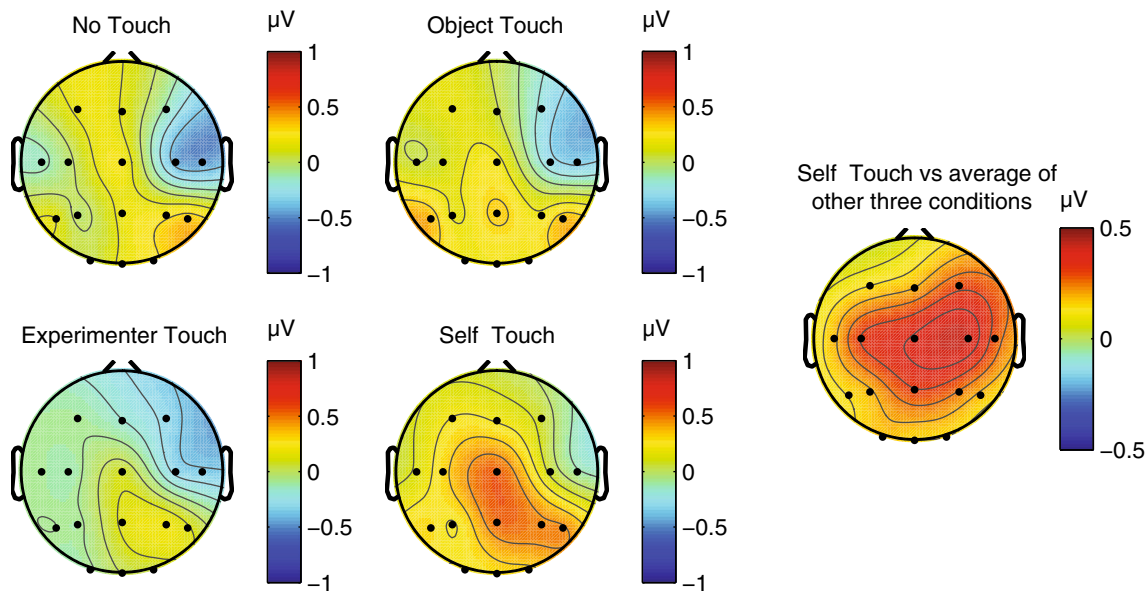 No Touch
µV
1
0.5
0
−0.5
−1
Object Touch
µV
1
0.5
0
−0.5
−1
Experimenter Touch
µV
1
0.5
0
−0.5
−1
Self Touch
µV
1
0.5
0
−0.5
−1
Self Touch vs average of
other three conditions
µV
0.5
0
−0.5